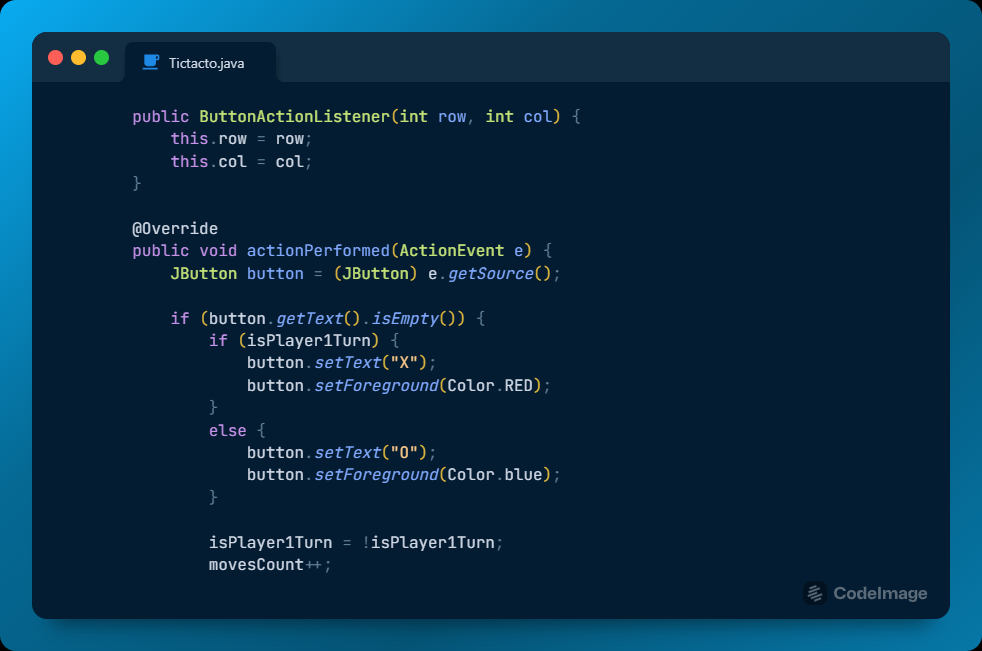 Tictacto.java
public ButtonActionListener(int row, int col) {
    this.row = row;
    this.col = col;
}

@Override
public void actionPerformed(ActionEvent e) {
    JButton button = (JButton) e.getSource();

    if (button.getText().isEmpty()) {
        if (isPlayer1Turn) {
            button.setText("X");
            button.setForeground(Color.RED);
        }
        else {
            button.setText("O");
            button.setForeground(Color.blue);
        }

        isPlayer1Turn = !isPlayer1Turn;
        movesCount++;
CodeImage